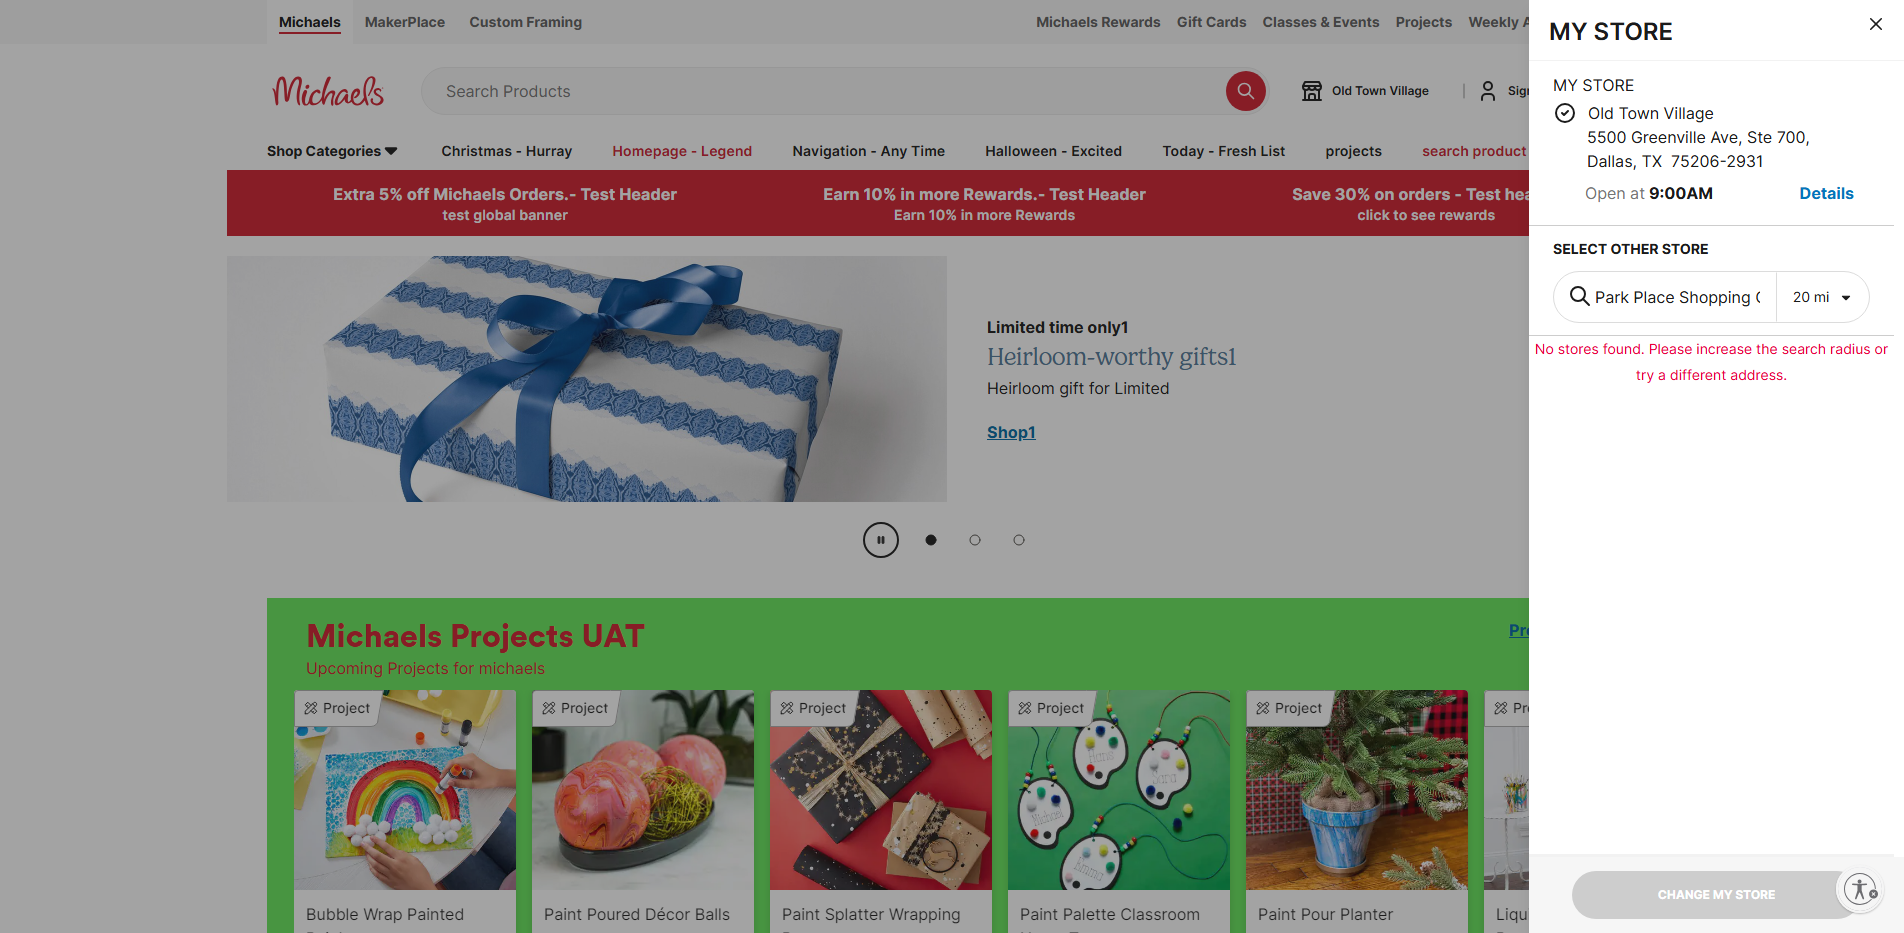 Michaels MakerPlace Custom Framing Michaels Rewards Gift Cards Classes & Events Projects Weekly
Michaels Search Products Old Town Village
Shop Categories Christmas - Hurray Homepage - Legend Navigation - Any Time Halloween - Excited Today - Fresh List projects search product
Extra 5% off Michaels Orders.- Test Header
test global banner
Earn 10% in more Rewards.- Test Header
Earn 10% in more Rewards
Save 30% on orders - Test
click to see rewards
Limited time only1
Heirloom-worthy gifts1
Heirloom gift for Limited
Shop1
Michaels Projects UAT
Upcoming Projects for michaels
Project Project Project Project Project
Bubble Wrap Painted
Paint Poured Décor Balls
Paint Splatter Wrapping
Paint Palette Classroom
Paint Pour Planter
MY STORE
MY STORE
Old Town Village
5500 Greenville Ave, Ste 700,
Dallas, TX 75206-2931
Open at 9:00AM Details
SELECT OTHER STORE
Park Place Shopping 20 mi
No stores found. Please increase the search radius or
try a different address.
CHANGE MY STORE